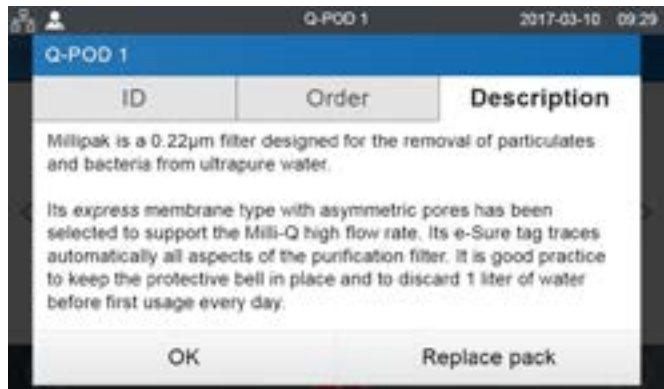 Q-POD 1 2017-03-10 09:29
Q-POD 1
ID Order Description
Millipak is a 0.22µm filter designed for the removal of particulates
and bacteria from ultrapure water.
Its express membrane type with asymmetric pores has been
selected to support the Milli-Q high flow rate. Its e-Sure tag traces
automatically all aspects of the purification filter. It is good practice
to keep the protective bell in place and to discard 1 liter of water
before first usage every day.
OK Replace pack